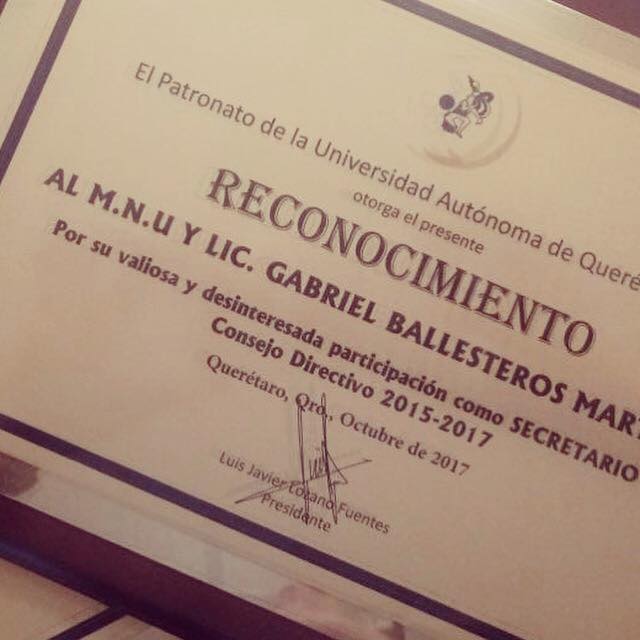 El Patronato de la Universidad Autónoma de Queré
otorga el presente
RECONOCIMIENTO
AL M.N.U Y LIC. GABRIEL BALLESTEROS MAR
Por su valiosa y desinteresada participación como SECRETARIO
Consejo Directivo 2015-2017
Querétaro, Qro., Octubre de 2017
Luis Javier Lozano Fuentes
Presidente